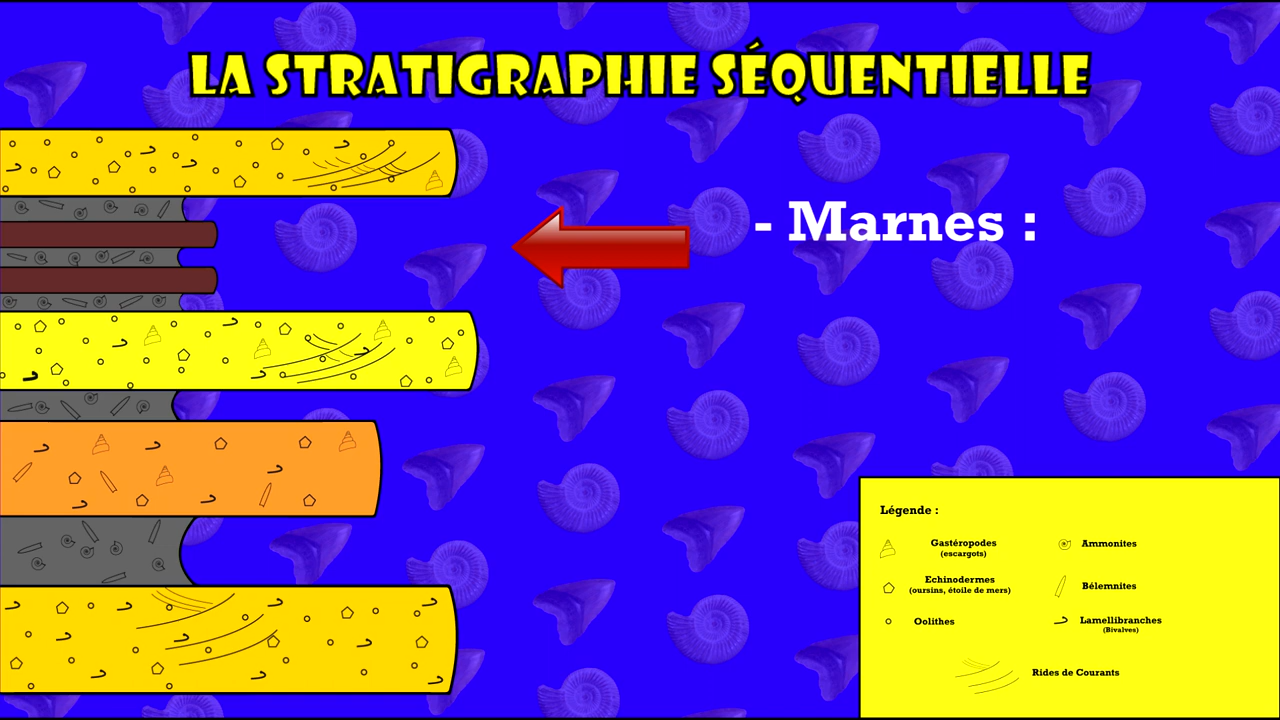 LA STRATIGRAPHIE SÉQUENTIELLE
- Marnes :
Légende :
Gastéropodes
(escargots)
Ammonites
Echinodermes
(oursins, étoile de mers)
Bélemnites
Oolithes
Lamellibranches
(Bivalves)
Rides de Courants